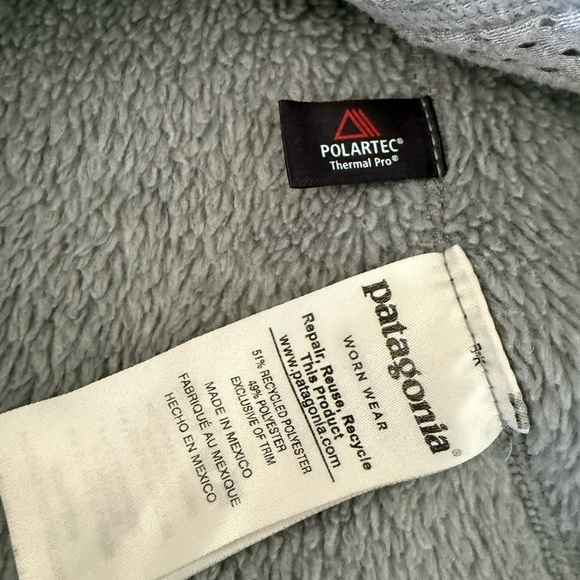 POLARTEC®
Thermal Pro®
patagonia®
WORN WEAR
Repair, Reuse, Recycle
This Product
www.patagonia.com
51% RECYCLED POLYESTER
49% POLYESTER
EXCLUSIVE OF TRIM
MADE IN MEXICO
FABRIQUÉ AU MEXIQUE
HECHO EN MEXICO